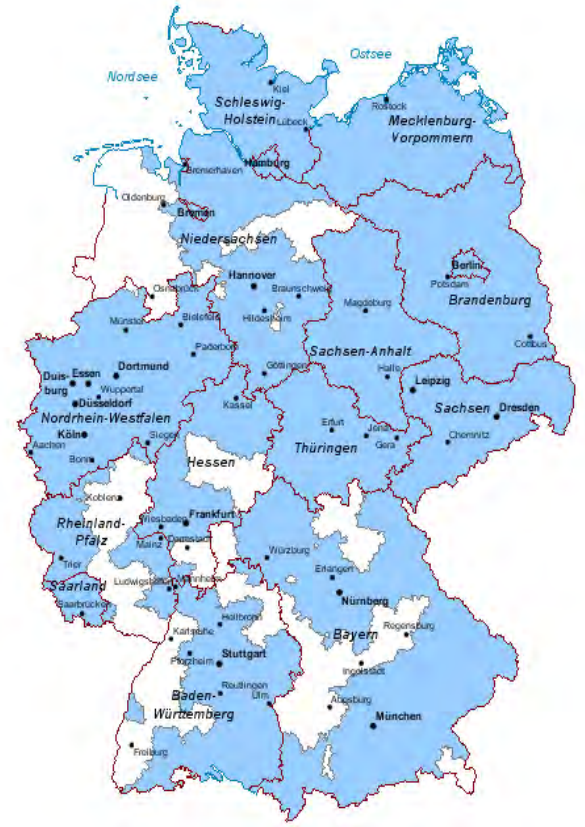 Ostsee
Nordsee
Kiel
Schleswig-
Holstein
Rostock
Lübeck
Mecklenburg-
Vorpommern
Hamburg
Bremerhaven
Oldenburg
Bremen
Niedersachsen
Berlin
Potsdam
Hannover
Osnabrück
Braunschweig
Brandenburg
Magdeburg
Hildesheim
Münster
Bielefeld
Cottbus
Paderborn
Sachsen-Anhalt
Göttingen
Halle
Dortmund
Essen
Duis-
burg
Wuppertal
Leipzig
Düsseldorf
Kassel
Sachsen
Dresden
Nordrhein-Westfalen
Erfurt
Jena
Gera
Köln
Chemnitz
Siegen
Thüringen
Aachen
Bonn
Hessen
Koblenz
Frankfurt
Wiesbaden
Rheinland-
Pfalz
Mainz
Darmstadt
Würzburg
Trier
Erlangen
Ludwigshafen
Mannheim
Saarland
Nürnberg
Saarbrücken
Heilbronn
Regensburg
Karlsruhe
Bayern
Pforzheim
Stuttgart
Ingolstadt
Reutlingen
Ulm
Baden-
Württemberg
Augsburg
München
Freiburg